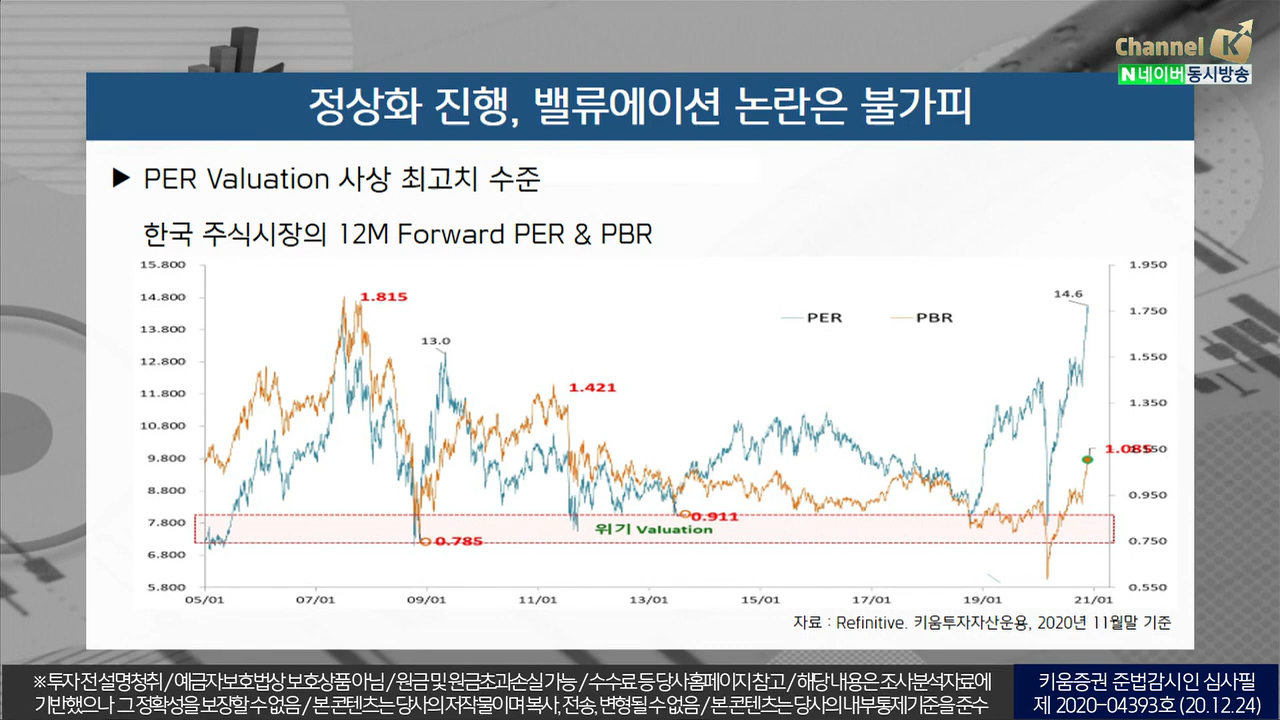 Channel K
N 네이버 동시방송
정상화 진행, 밸류에이션 논란은 불가피
▶ PER Valuation 사상 최고치 수준
한국 주식시장의 12M Forward PER & PBR
15.800
14.800
13.800
12.800
11.800
10.800
9.800
8.800
7.800
6.800
5.800
1.950
1.750
1.550
1.350
1.150
0.950
0.750
0.550
1.815
13.0
1.421
PER
PBR
14.6
1.085
0.911
위기 Valuation
0.785
05/01 07/01 09/01 11/01 13/01 15/01 17/01 19/01 21/01
자료 : Refinitive. 키움투자자산운용, 2020년 11월말 기준
※ 투자 전 설명청취 / 예금자보호법상 보호상품 아님 / 원금 및 원금초과손실 가능 / 수수료 등 당사홈페이지 참고 / 해당 내용은 조사분석자료에
기반했으나 그 정확성을 보장할 수 없음 / 본 콘텐츠는 당사의 저작물이며 복사, 전송, 변형될 수 없음 / 본 콘텐츠는 당사의 내부통제기준을 준수
키움증권 준법감시인 심사필
제 2020-04393호 (20.12.24)